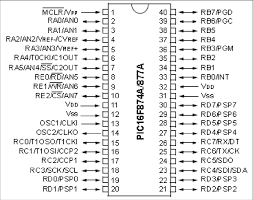 MCLR/VPP
RA0/AN0
RA1/AN1
RA2/AN2/VREF-/CVREF
RA3/AN3/VREF+
RA4/T0CKI/C1OUT
RA5/AN4/SS/C2OUT
RE0/RD/AN5
RE1/WR/AN6
RE2/CS/AN7
VDD
VSS
OSC1/CLKI
OSC2/CLKO
RC0/T1OSO/T1CKI
RC1/T1OSI/CCP2
RC2/CCP1
RC3/SCK/SCL
RD0/PSP0
RD1/PSP1
1
2
3
4
5
6
7
8
9
10
11
12
13
14
15
16
17
18
19
20
PIC16F874A/877A
40
39
38
37
36
35
34
33
32
31
30
29
28
27
26
25
24
23
22
21
RB7/PGD
RB6/PGC
RB5
RB4
RB3/PGM
RB2
RB1
RB0/INT
VDD
VSS
RD7/PSP7
RD6/PSP6
RD5/PSP5
RD4/PSP4
RC7/RX/DT
RC6/TX/CK
RC5/SDO
RC4/SDI/SDA
RD3/PSP3
RD2/PSP2